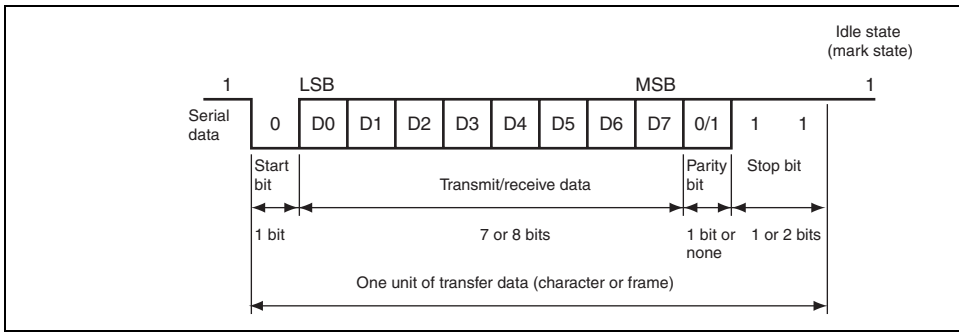 Idle state
(mark state)
1 LSB MSB 1
Serial
data
0 D0 D1 D2 D3 D4 D5 D6 D7 0/1 1 1
Start
bit
Transmit/receive data
Parity
bit
Stop bit
1 bit
7 or 8 bits
1 bit or
none
1 or 2 bits
One unit of transfer data (character or frame)